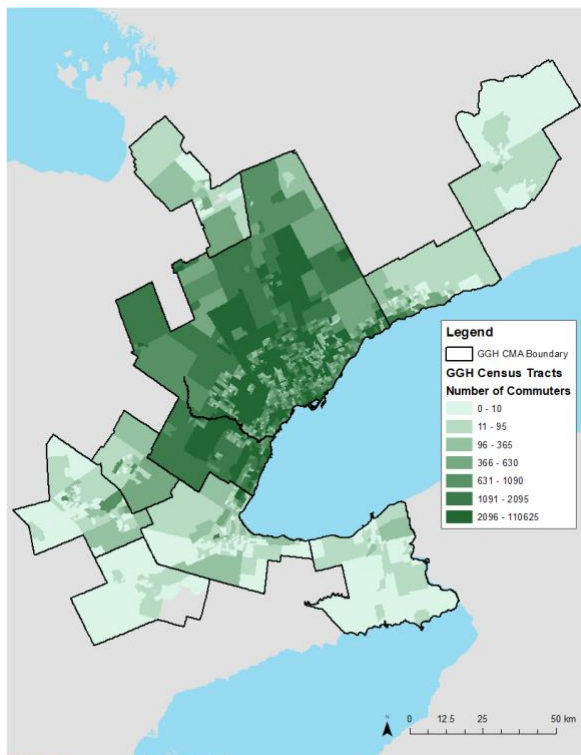 Legend
GGH CMA Boundary
GGH Census Tracts
Number of Commuters
0 - 10
11 - 95
96 - 365
366 - 630
631 - 1090
1091 - 2095
2096 - 110625
N
0 12.5 25 50 km